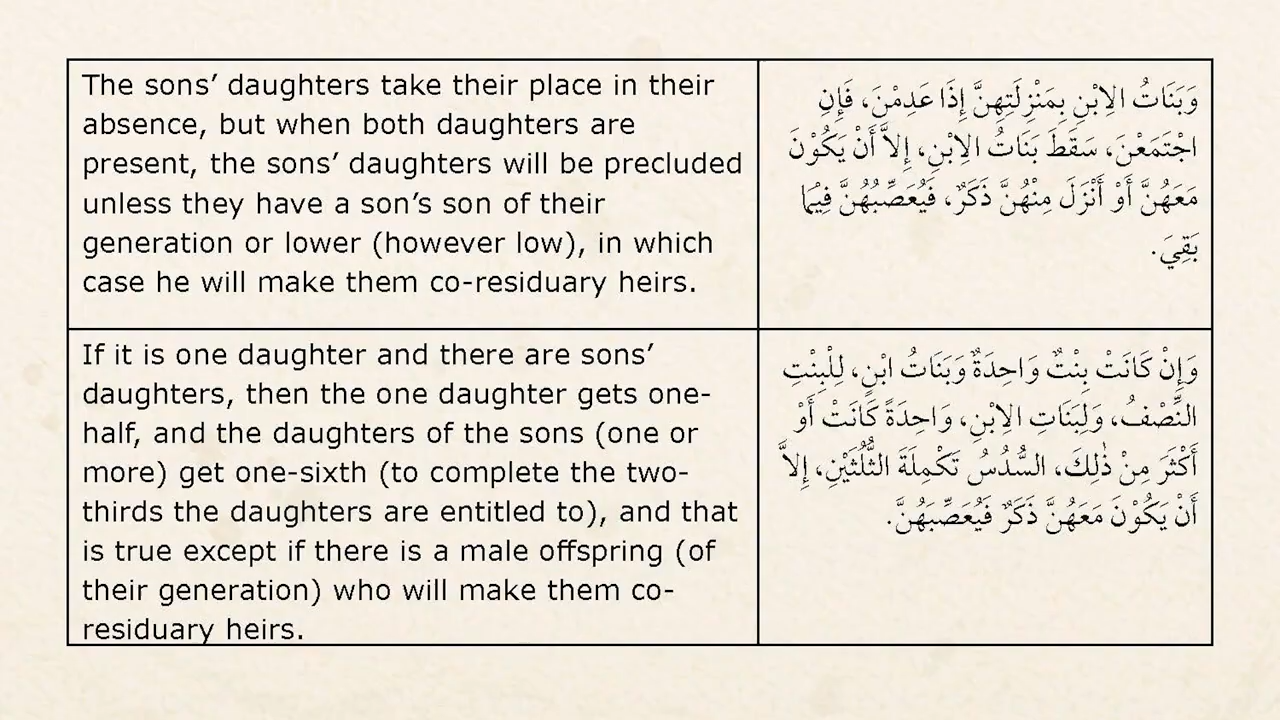 The sons’ daughters take their place in their
absence, but when both daughters are
present, the sons’ daughters will be precluded
unless they have a son’s son of their
generation or lower (however low), in which
case he will make them co-residuary heirs.
وَبَنَاتُ الِابْنِ بِمَنْزِلَتِهِنَّ إِذَا عَدِمْنَ، فَإِنِ
اجْتَمَعْنَ، سَقَطَ بَنَاتُ الِابْنِ، إِلاَّ أَنْ يَكُوْنَ
مَعَهُنَّ أَوْ أَنْزَلَ مِنْهُنَّ ذَكَرٌ، فَيُعَصِّبُهُنَّ فِيْمَا
بَقِيَ.
If it is one daughter and there are sons’
daughters, then the one daughter gets one-
half, and the daughters of the sons (one or
more) get one-sixth (to complete the two-
thirds the daughters are entitled to), and that
is true except if there is a male offspring (of
their generation) who will make them co-
residuary heirs.
وَإِنْ كَانَتْ بِنْتٌ وَاحِدَةٌ وَبَنَاتُ ابْنٍ، لِلْبِنْتِ
النِّصْفُ، وَلِبَنَاتِ الِابْنِ، وَاحِدَةً كَانَتْ أَوْ
أَكْثَرَ مِنْ ذٰلِكَ، السُّدُسُ تَكْمِلَةَ الثُّلُثَيْنِ، إِلاَّ
أَنْ يَكُوْنَ مَعَهُنَّ ذَكَرٌ فَيُعَصِّبَهُنَّ.